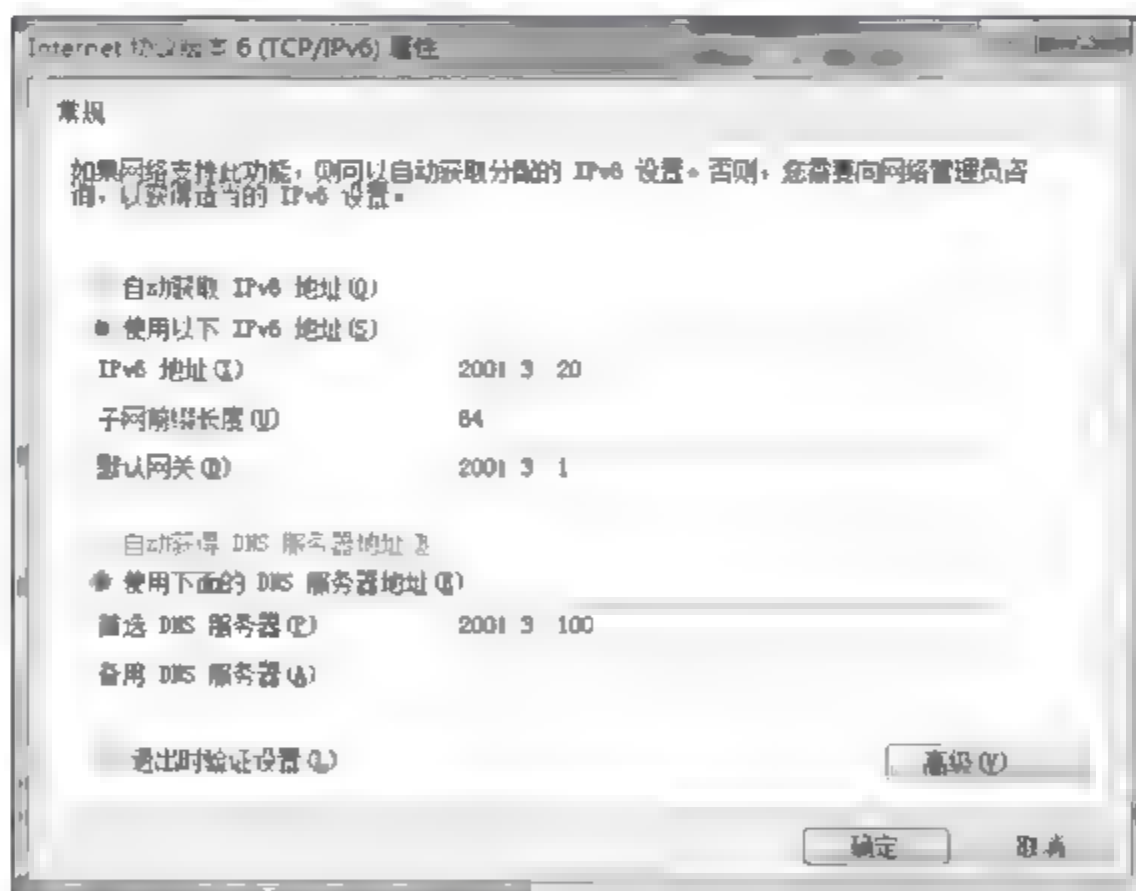 Internet 协议版本 6 (TCP/IPv6) 属性
常规
如果网络支持此功能，则可以自动获取分配的 IPv6 设置。否则，您需要向网络管理员咨
询，以获得适当的 IPv6 设置。
自动获取 IPv6 地址(O)
使用以下 IPv6 地址(S)
IPv6 地址(I) 2001 3 20
子网前缀长度(U) 64
默认网关(D) 2001 3 1
自动获得 DNS 服务器地址 B
使用下面的 DNS 服务器地址(E)
首选 DNS 服务器(P) 2001 3 100
备用 DNS 服务器(A)
退出时验证设置(L)
高级(V)
确定 取消